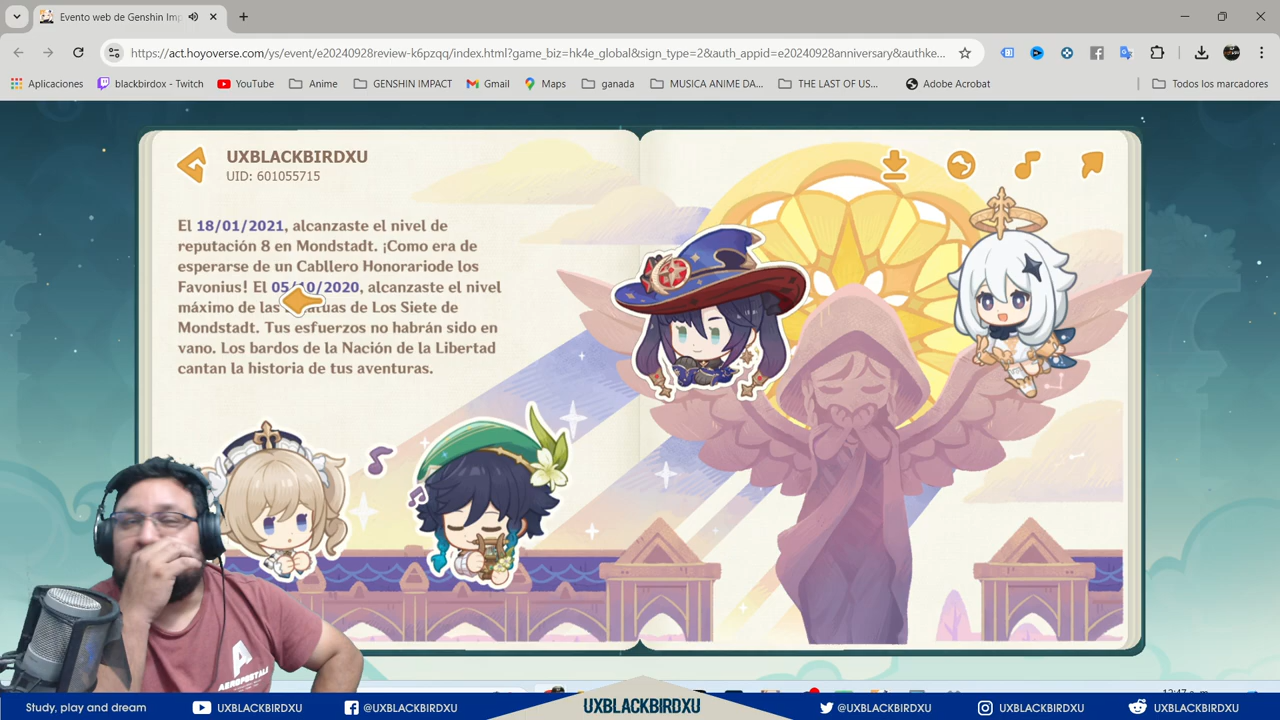 Evento web de Genshin Imp
https://act.hoyoverse.com/ys/event/e20240928review-k6pzqq/index.html?game_biz=hk4e_global&sign_type=2&auth_appid=e20240928anniversary&authke...
Aplicaciones
blackbirdox - Twitch
YouTube
Anime
GENSHIN IMPACT
Gmail
Maps
ganada
MUSICA ANIME DA...
THE LAST OF US...
Adobe Acrobat
Todos los marcadores
UXBLACKBIRDXU
UID: 601055715
El 18/01/2021, alcanzaste el nivel de
reputación 8 en Mondstadt. ¡Como era de
esperarse de un Cabllero Honorariode los
Favonius! El 05/10/2020, alcanzaste el nivel
máximo de las de Los Siete de
Mondstadt. Tus esfuerzos no habrán sido en
vano. Los bardos de la Nación de la Libertad
cantan la historia de tus aventuras.
A
AEROPOSTALE
Study, play and dream
UXBLACKBIRDXU
@UXBLACKBIRDXU
UXBLACKBIRDXU
@UXBLACKBIRDXU
UXBLACKBIRDXU
@UXBLACKBIRDXU